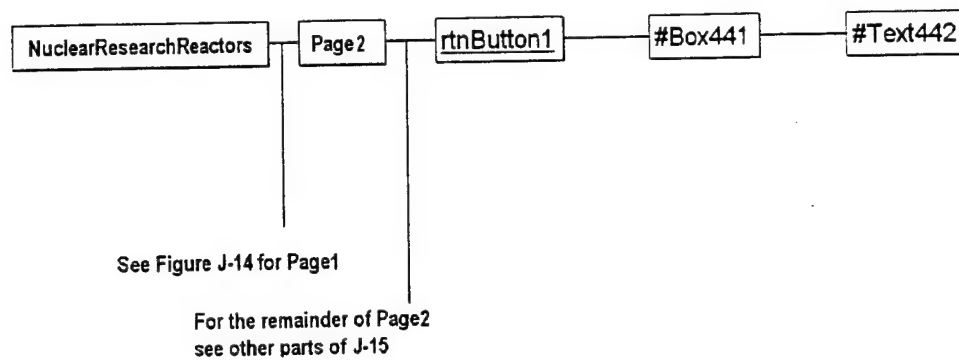 NuclearResearchReactors
Page2
rtnButton1
#Box441
#Text442
See Figure J-14 for Page1
For the remainder of Page2
see other parts of J-15